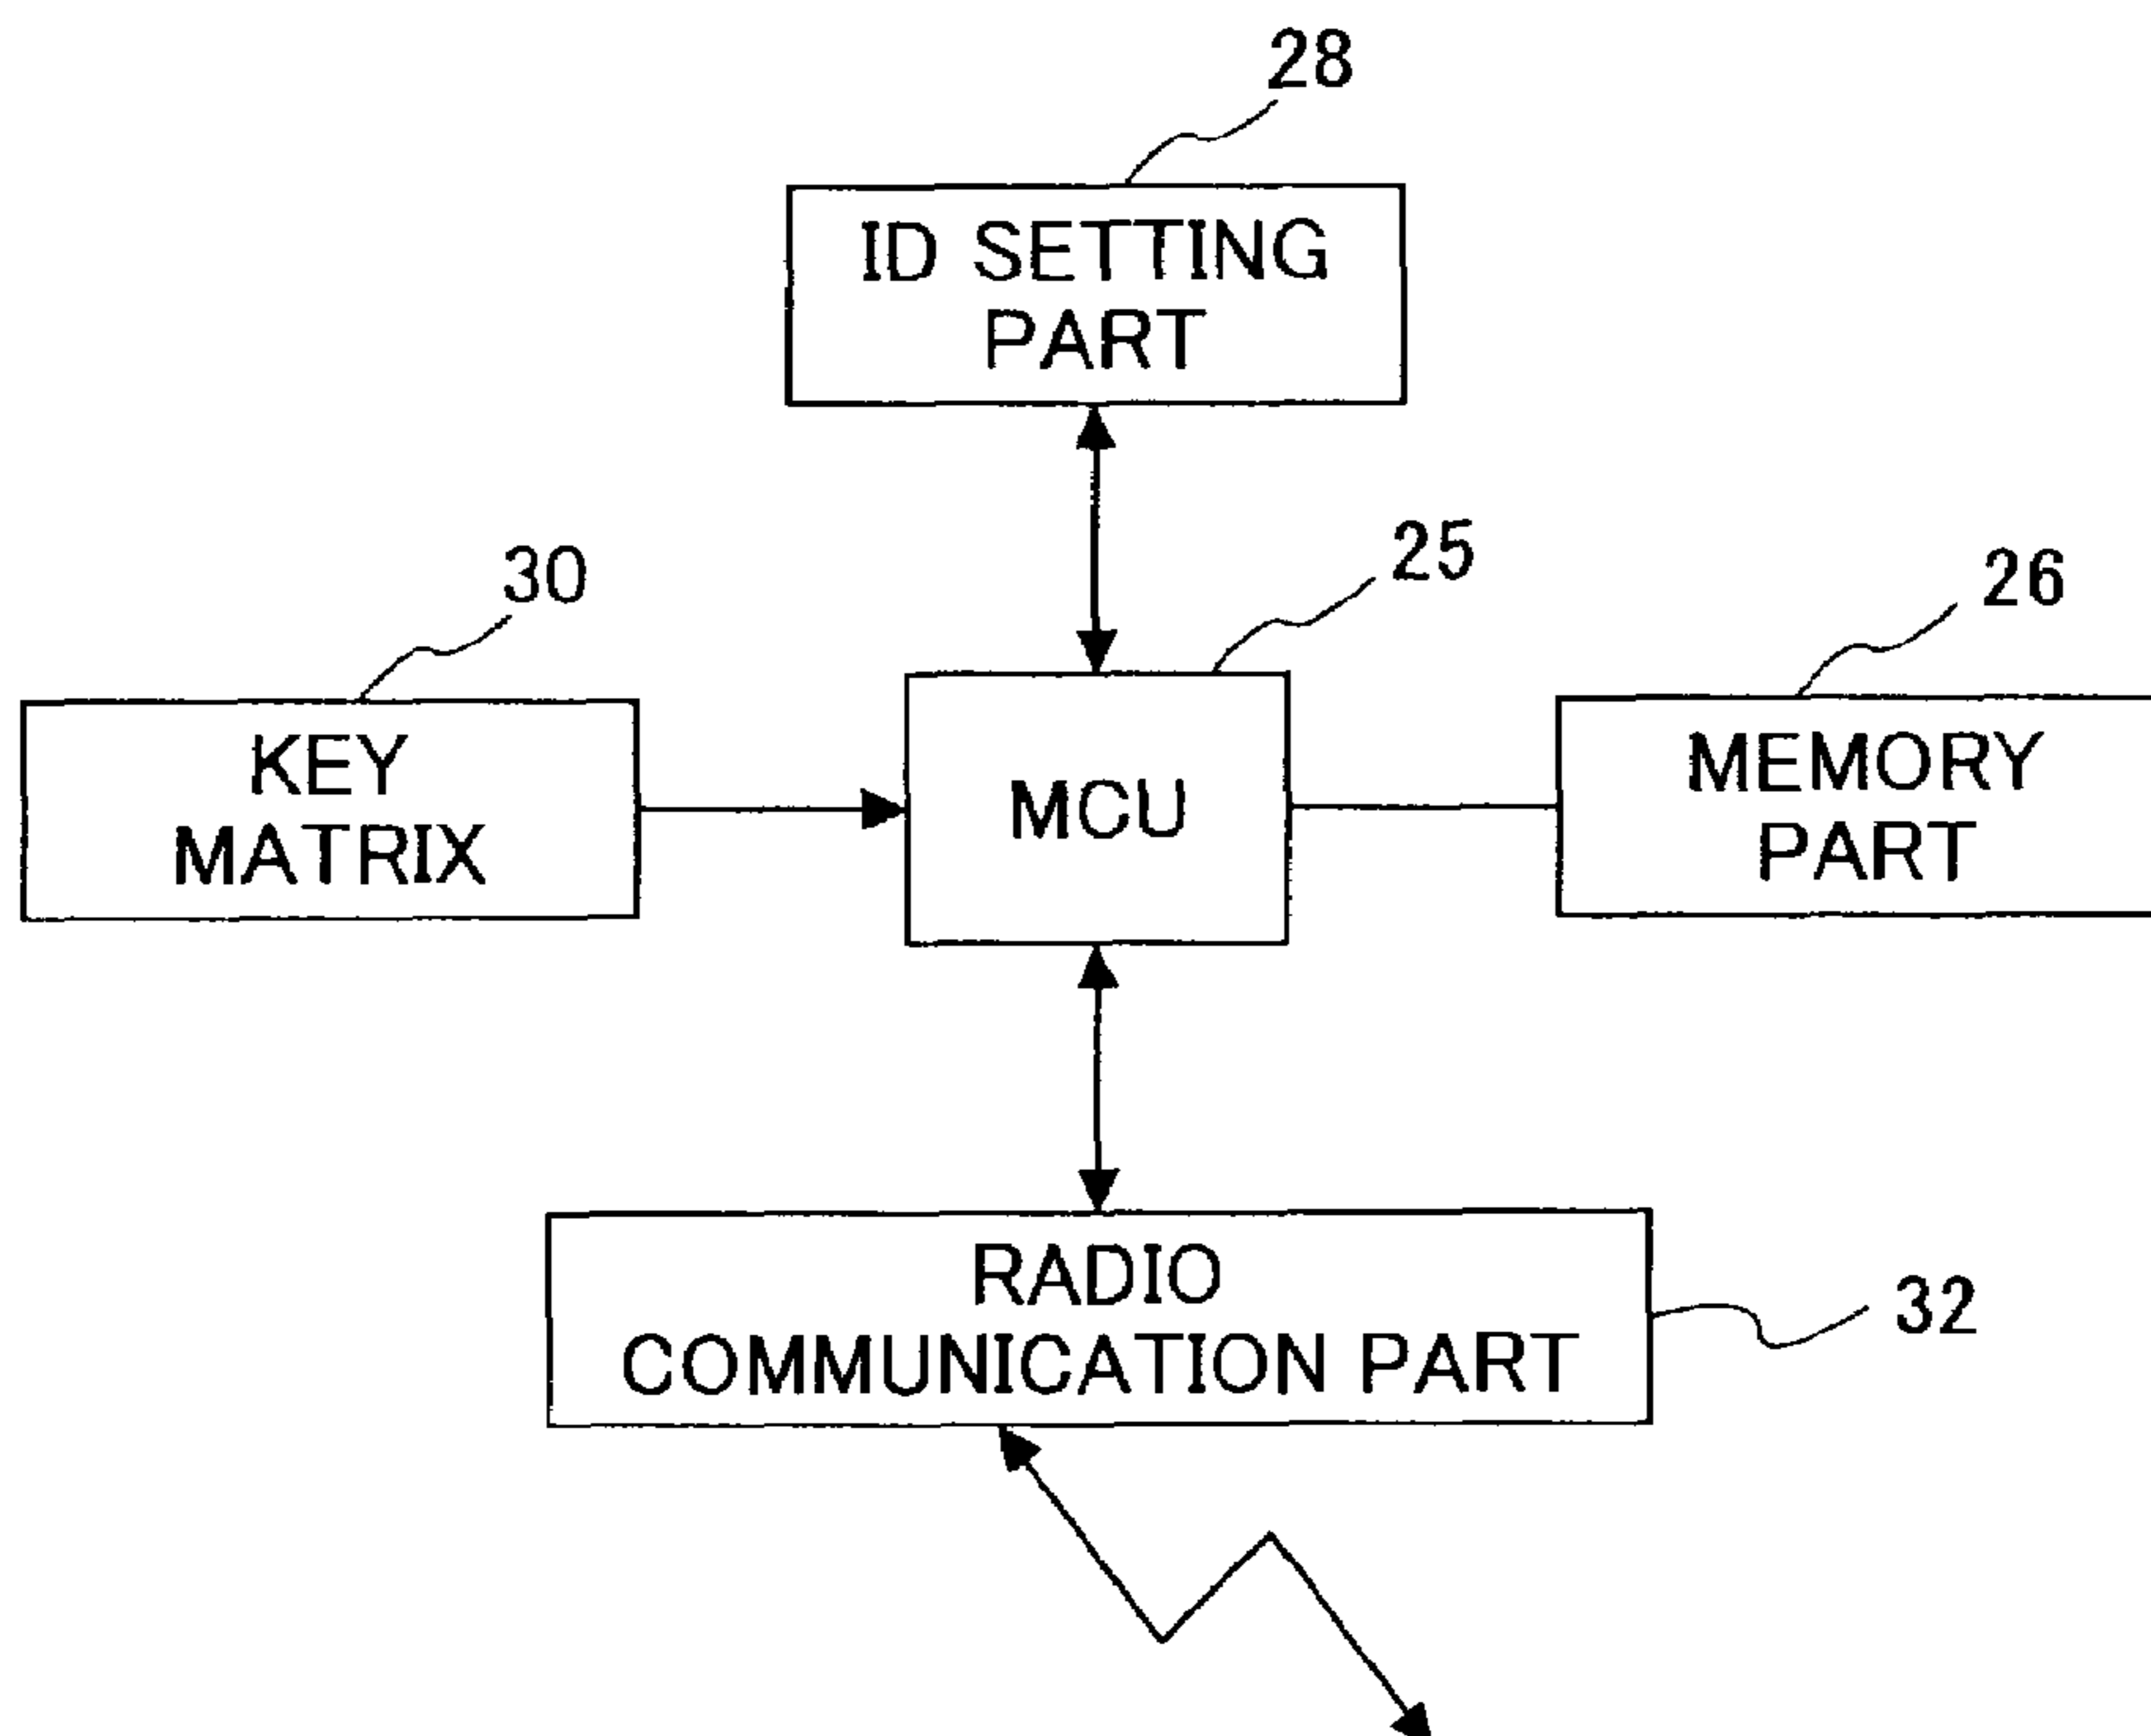 28
ID SETTING
PART
30
25
26
KEY
MATRIX
MCU
MEMORY
PART
RADIO
COMMUNICATION PART
32